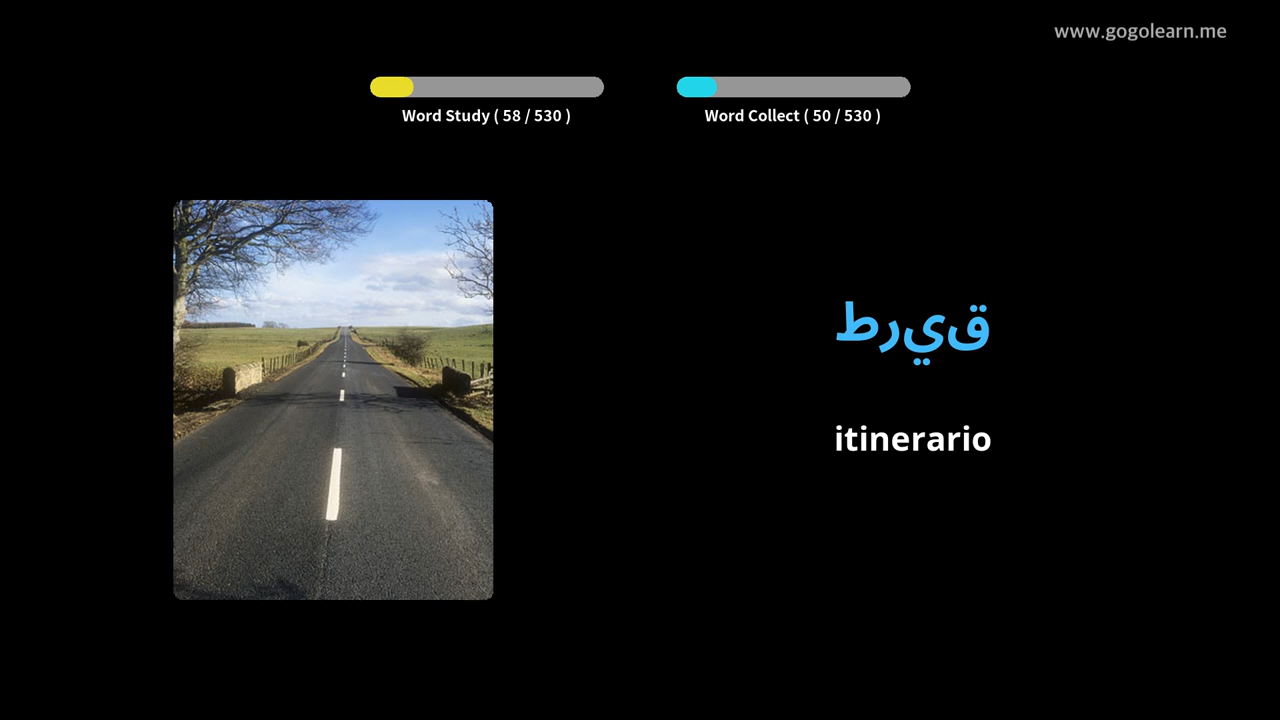 www.gogolearn.me
Word Study ( 58 / 530 )
Word Collect ( 50 / 530 )
طريق
itinerario